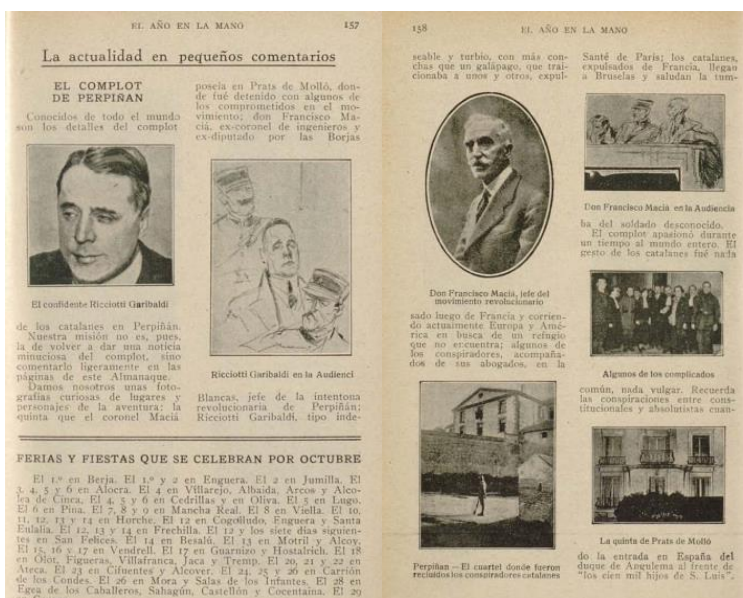 EL AÑO EN LA MANO
157
La actualidad en pequeños comentarios
EL COMPLOT
DE PERPIÑAN
Conocidos de todo el mundo
son los detalles del complot
El confidente Ricciotti Garibaldi
de los catalanes en Perpiñán.
Nuestra misión no es, pues,
la de volver a dar una noticia
minuciosa del complot, sino
comentarlo ligeramente en las
páginas de este Almanaque.
Damos nosotros unas foto-
grafías curiosas de lugares y
personajes de la aventura: la
quinta que el coronel Maciá
poseía en Prats de Molló, don-
de fué detenido con algunos de
los comprometidos en el mo-
vimiento; don Francisco Ma-
ciá, ex-coronel de ingenieros y
ex-diputado por las Borjas
Ricciotti Garibaldi en la Audienci
Blancas, jefe de la intentona
revolucionaria de Perpiñán;
Ricciotti Garibaldi, tipo inde-
FERIAS Y FIESTAS QUE SE CELEBRAN POR OCTUBRE
El 1.º en Berja. El 1.º y 2 en Enguera. El 2 en Jumilla. El
3, 4, 5 y 6 en Alocra. El 4 en Villarejo, Albaida, Arcos y Alco-
lea de Cinca. El 4, 5 y 6 en Cedrillas y en Oliva. El 5 en Lugo.
El 6 en Pina. El 7, 8 y 9 en Mancha Real. El 8 en Viella. El 10,
11, 12, 13 y 14 en Horche. El 12 en Cogolludo, Enguera y Santa
Eulalia. El 12, 13 y 14 en Frechilla. El 12 y los siete días siguien-
tes en San Felices. El 14 en Besalú. El 13 en Motril y Alcoy.
El 15, 16 y 17 en Vendrell. El 17 en Guarnizo y Hostalrich. El 18
en Olot, Figueras, Villafranca, Jaca y Tremp. El 20, 21 y 22 en
Ateca. El 23 en Cifuentes y Alcover. El 24, 25 y 26 en Carrión
de los Condes. El 26 en Mora y Salas de los Infantes. El 28 en
Egea de los Caballeros, Sahagún, Castellón y Cocentaina. El 29
158
EL AÑO EN LA MANO
seable y turbio, con más con-
chas que un galápago, que trai-
cionaba a unos y otros, expul-
Don Francisco Maciá, jefe del
movimiento revolucionario
sado luego de Francia y corrien-
do actualmente Europa y Amé-
rica en busca de un refugio
que no encuentra; algunos de
los conspiradores, acompaña-
dos de sus abogados, en la
Perpiñan — El cuartel donde fueron
recluidos los conspiradores catalanes
Santé de París; los catalanes,
expulsados de Francia, llegan
a Bruselas y saludan la tum-
Don Francisco Maciá en la Audiencia
ba del soldado desconocido.
El complot apasionó durante
un tiempo al mundo entero. El
gesto de los catalanes fué nada
Algunos de los complicados
común, nada vulgar. Recuerda
las conspiraciones entre cons-
titucionales y absolutistas cuan-
La quinta de Prats de Molló
do la entrada en España del
duque de Angulema al frente de
"los cien mil hijos de S. Luis".